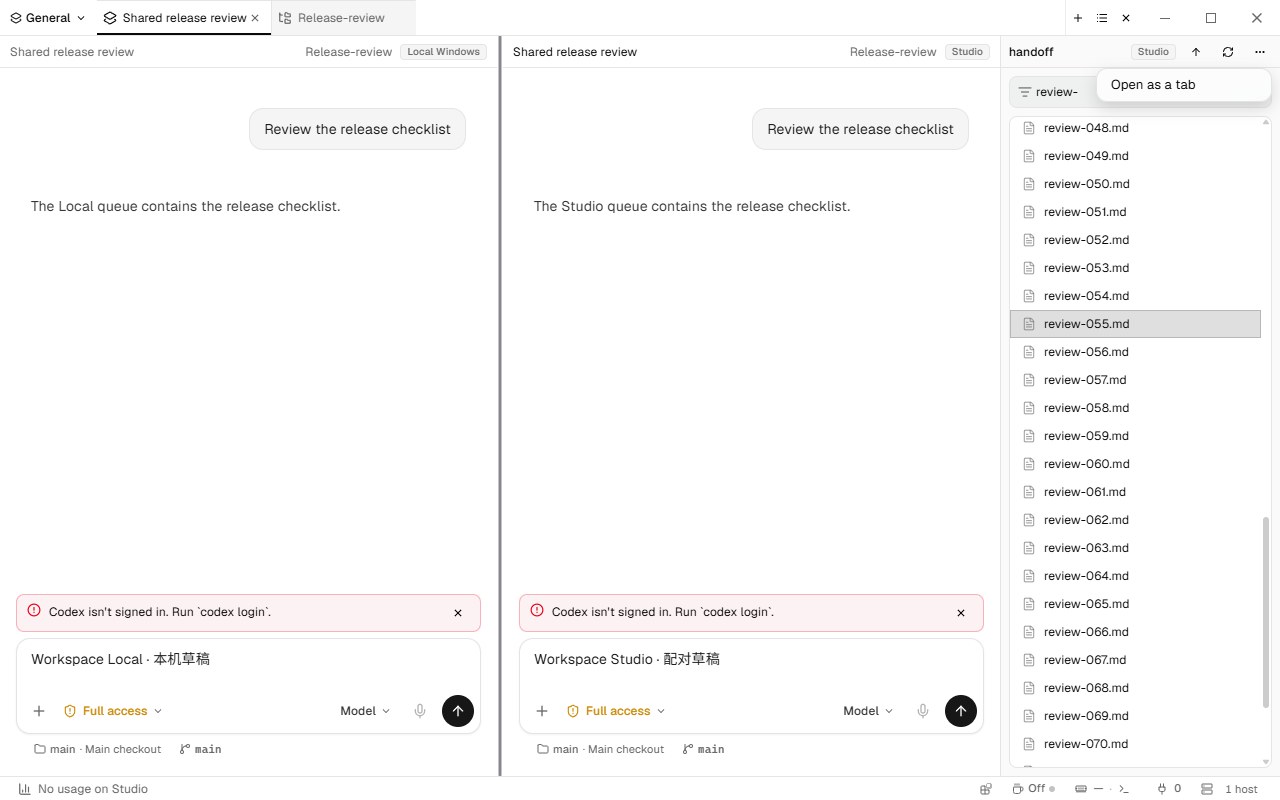 General
Shared release review
Release-review
Shared release review
Release-review
Local Windows
Review the release checklist
The Local queue contains the release checklist.
Codex isn't signed in. Run `codex login`.
Workspace Local · 本机草稿
Full access
Model
main · Main checkout
main
Shared release review
Release-review
Studio
Review the release checklist
The Studio queue contains the release checklist.
Codex isn't signed in. Run `codex login`.
Workspace Studio · 配对草稿
Full access
Model
main · Main checkout
main
handoff
Studio
Open as a tab
review-
review-048.md
review-049.md
review-050.md
review-051.md
review-052.md
review-053.md
review-054.md
review-055.md
review-056.md
review-057.md
review-058.md
review-059.md
review-060.md
review-061.md
review-062.md
review-063.md
review-064.md
review-065.md
review-066.md
review-067.md
review-068.md
review-069.md
review-070.md
No usage on Studio
Off
— ·
0
1 host